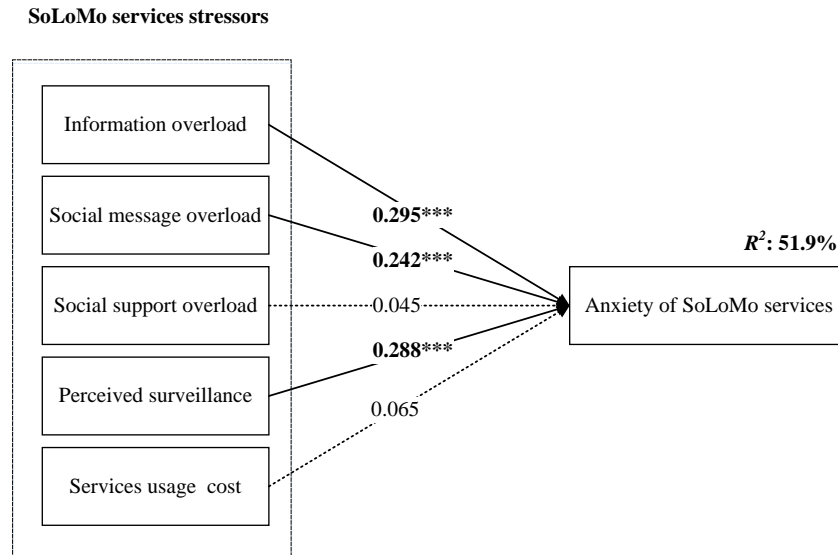 SoLoMo services stressors
Information overload
Social message overload
Social support overload
Perceived surveillance
Services usage cost
0.295***
0.242***
0.045
0.288***
0.065
R²: 51.9%
Anxiety of SoLoMo services